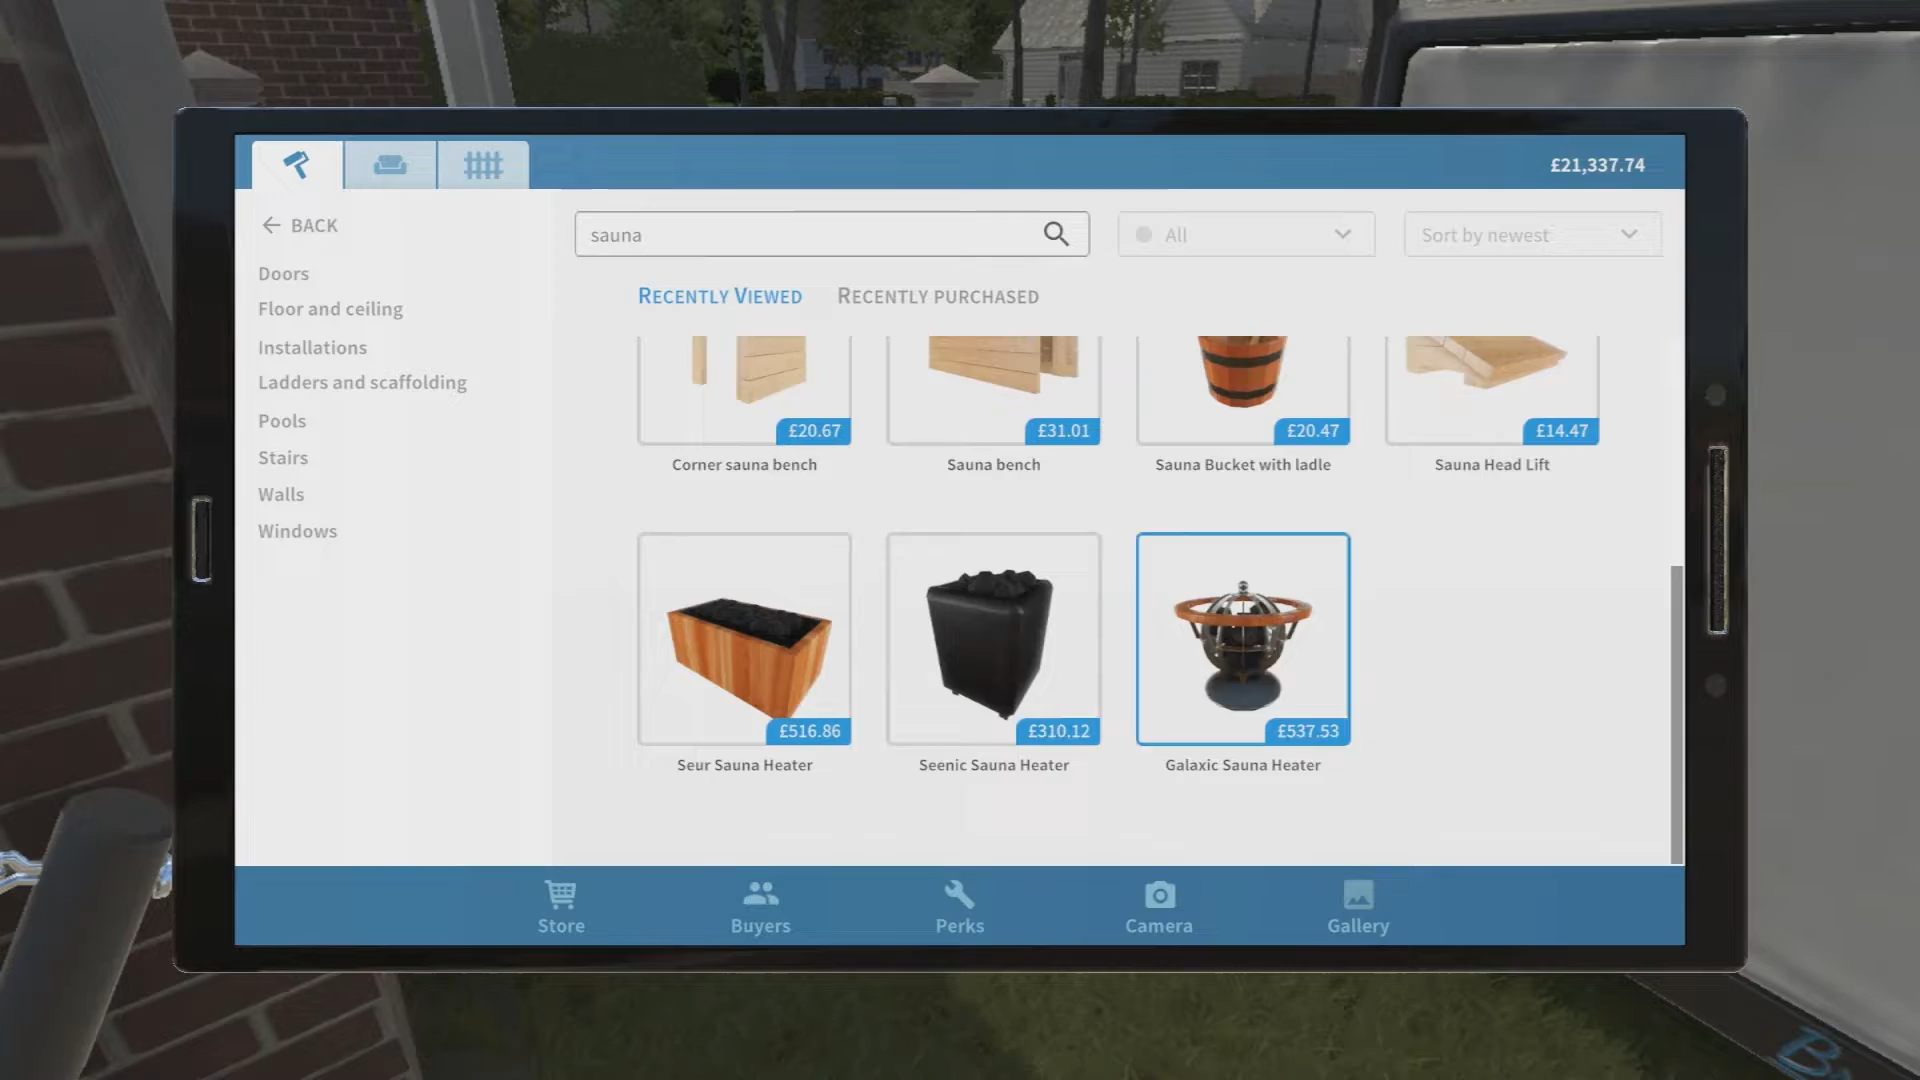 £21,337.74
BACK
sauna
All
Sort by newest
Doors
Floor and ceiling
Installations
Ladders and scaffolding
Pools
Stairs
Walls
Windows
RECENTLY VIEWED
RECENTLY PURCHASED
£20.67
£31.01
£20.47
£14.47
Corner sauna bench
Sauna bench
Sauna Bucket with ladle
Sauna Head Lift
£516.86
£310.12
£537.53
Seur Sauna Heater
Seenic Sauna Heater
Galaxic Sauna Heater
Store
Buyers
Perks
Camera
Gallery